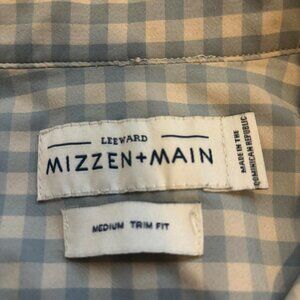 LEEWARD
MIZZEN+MAIN
MADE IN THE
DOMINICAN REPUBLIC
MEDIUM TRIM FIT